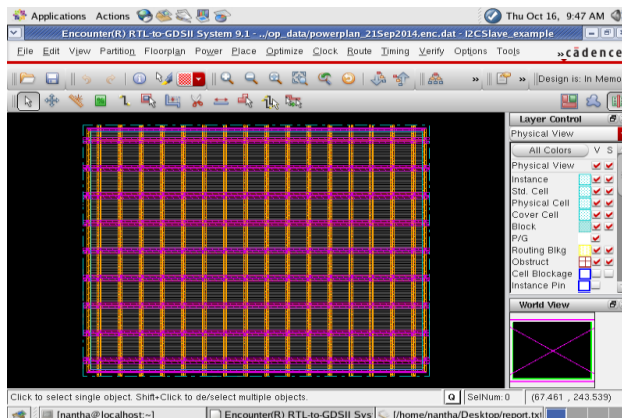 Applications Actions Thu Oct 16, 9:47 AM
Encounter(R) RTL-to-GDSII System 9.1 - ../op_data/powerplan_21Sep2014.enc.dat - I2CSlave_example
File Edit View Partition Floorplan Power Place Optimize Clock Route Timing Verify Options Tools » cādence
» » Design is: In Memo
Layer Control
Physical View
All Colors V S
Physical View
Instance
Std. Cell
Physical Cell
Cover Cell
Block
P/G
Routing Blkg
Obstruct
Cell Blockage
Instance Pin
World View
Click to select single object. Shift+Click to de/select multiple objects. Q SelNum: 0 (67.461 , 243.539)
[nantha@localhost:~] Encounter(R) RTL-to-GDSII Sys [/home/nantha/Desktop/report.tx